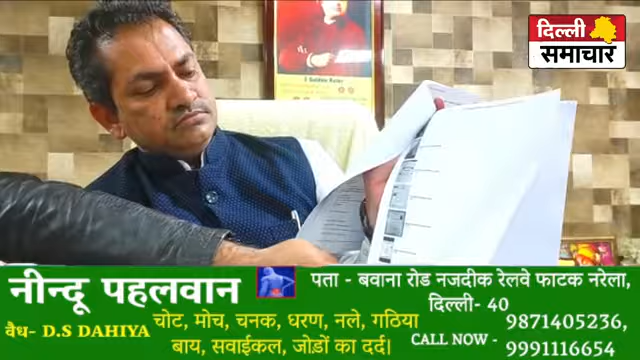 दिल्ली
समाचार
नीन्दू पहलवान
वैध- D.S DAHIYA
चोट, मोच, चनक, धरण, नले, गठिया
बाय, सवाईकल, जोड़ों का दर्द।
पता - बवाना रोड नजदीक रेलवे फाटक नरेला,
दिल्ली- 40
CALL NOW - 9871405236,
9991116654